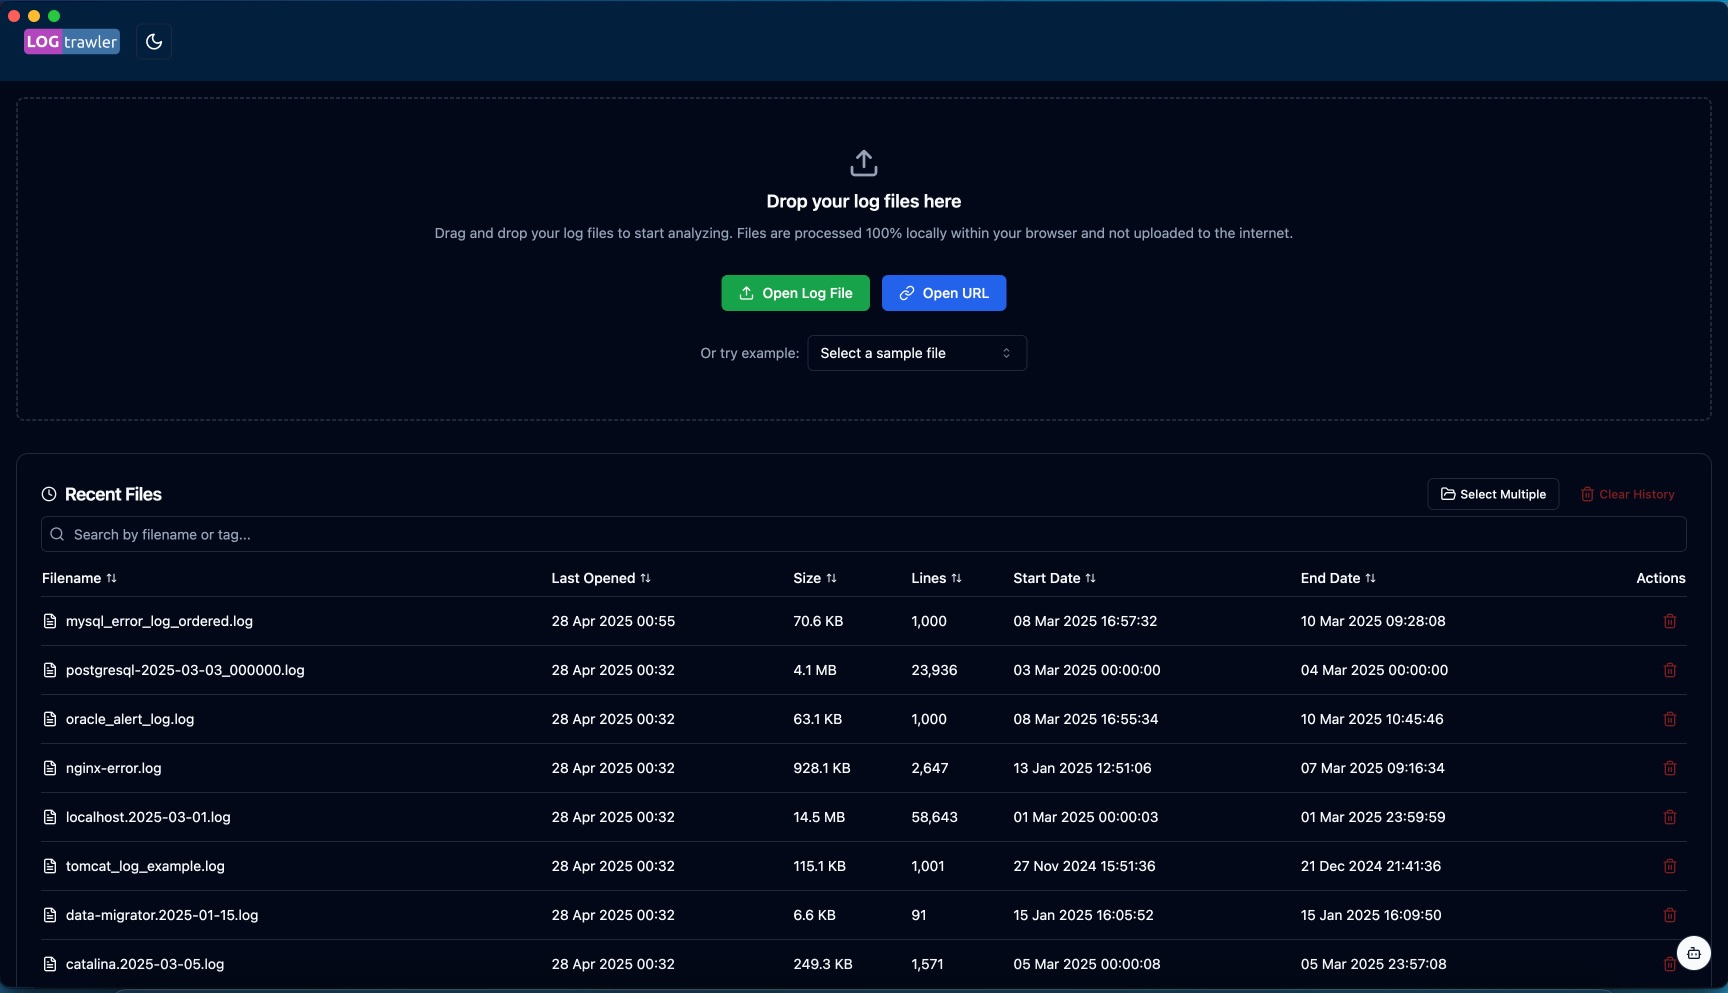 LOG trawler
Drop your log files here
Drag and drop your log files to start analyzing. Files are processed 100% locally within your browser and not uploaded to the internet.
Open Log File Open URL
Or try example: Select a sample file
Recent Files Select Multiple Clear History
Search by filename or tag...
Filename Last Opened Size Lines Start Date End Date Actions
mysql_error_log_ordered.log 28 Apr 2025 00:55 70.6 KB 1,000 08 Mar 2025 16:57:32 10 Mar 2025 09:28:08
postgresql-2025-03-03_000000.log 28 Apr 2025 00:32 4.1 MB 23,936 03 Mar 2025 00:00:00 04 Mar 2025 00:00:00
oracle_alert_log.log 28 Apr 2025 00:32 63.1 KB 1,000 08 Mar 2025 16:55:34 10 Mar 2025 10:45:46
nginx-error.log 28 Apr 2025 00:32 928.1 KB 2,647 13 Jan 2025 12:51:06 07 Mar 2025 09:16:34
localhost.2025-03-01.log 28 Apr 2025 00:32 14.5 MB 58,643 01 Mar 2025 00:00:03 01 Mar 2025 23:59:59
tomcat_log_example.log 28 Apr 2025 00:32 115.1 KB 1,001 27 Nov 2024 15:51:36 21 Dec 2024 21:41:36
data-migrator.2025-01-15.log 28 Apr 2025 00:32 6.6 KB 91 15 Jan 2025 16:05:52 15 Jan 2025 16:09:50
catalina.2025-03-05.log 28 Apr 2025 00:32 249.3 KB 1,571 05 Mar 2025 00:00:08 05 Mar 2025 23:57:08